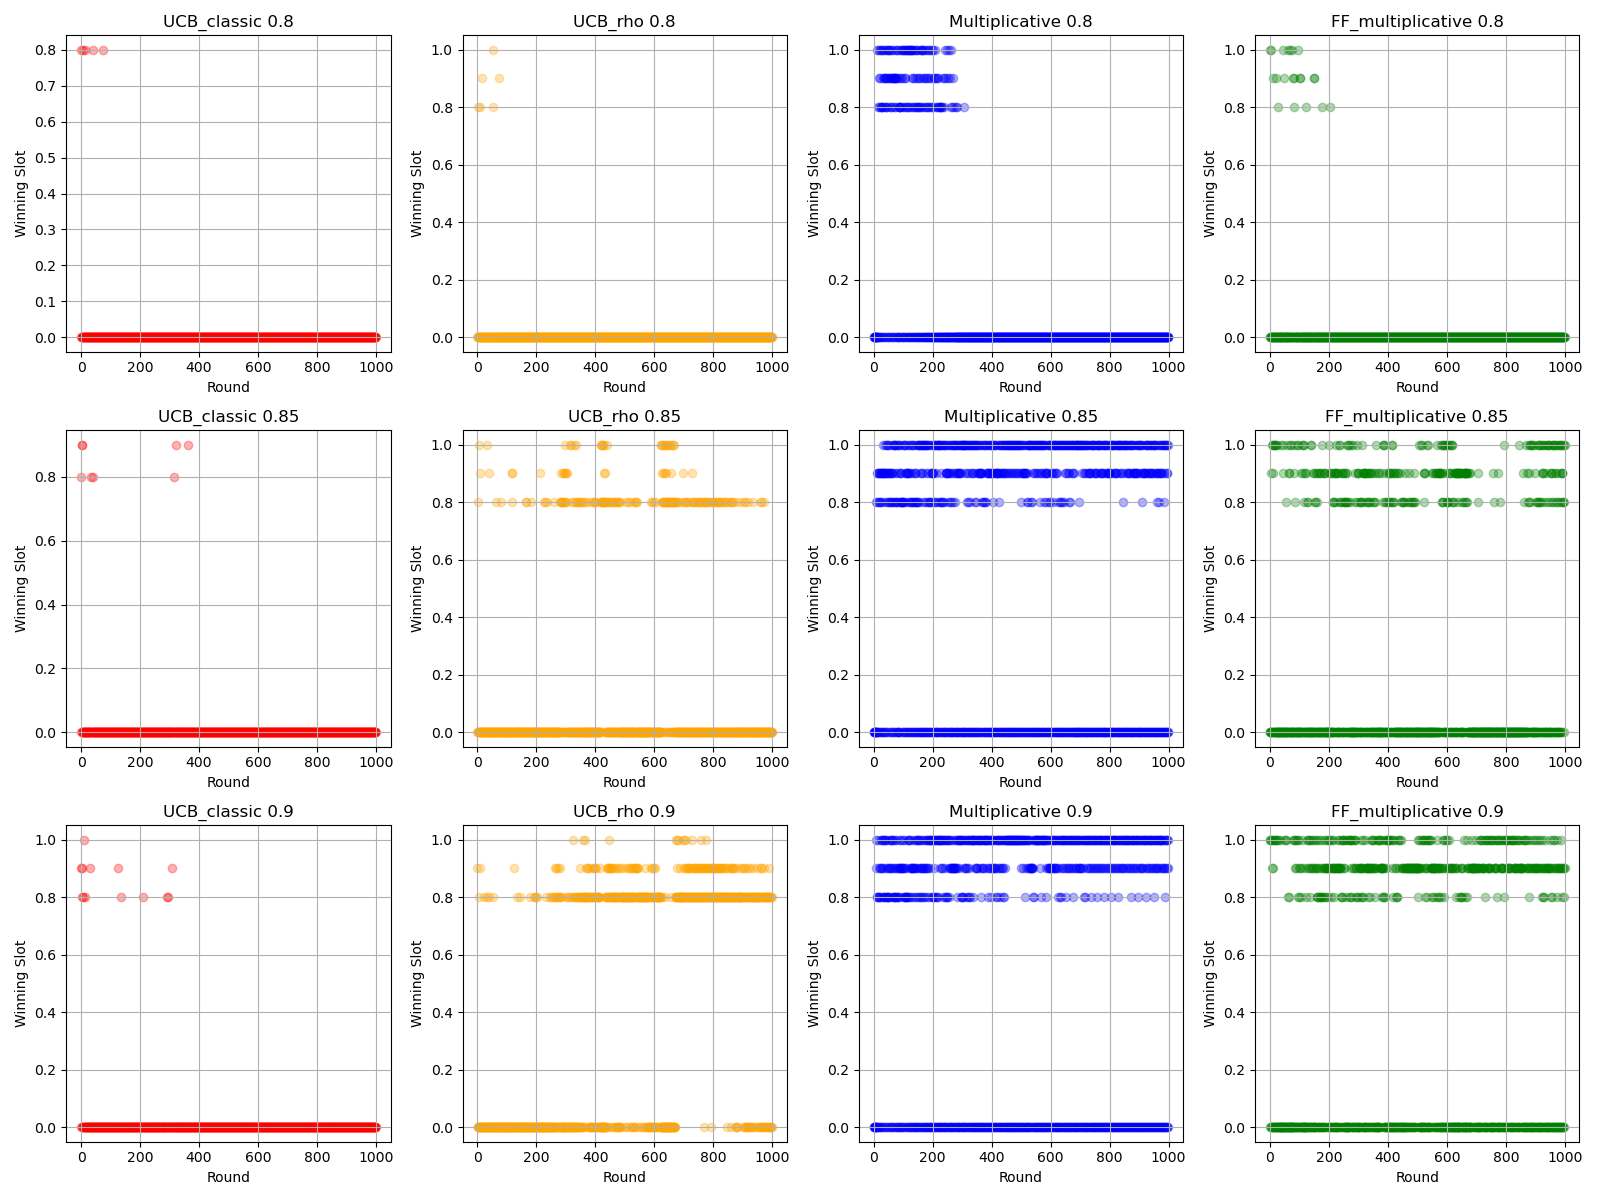 UCB_classic 0.8
Winning Slot
0.8
0.7
0.6
0.5
0.4
0.3
0.2
0.1
0.0
0 200 400 600 800 1000
Round
UCB_rho 0.8
Winning Slot
1.0
0.8
0.6
0.4
0.2
0.0
0 200 400 600 800 1000
Round
Multiplicative 0.8
Winning Slot
1.0
0.8
0.6
0.4
0.2
0.0
0 200 400 600 800 1000
Round
FF_multiplicative 0.8
Winning Slot
1.0
0.8
0.6
0.4
0.2
0.0
0 200 400 600 800 1000
Round
UCB_classic 0.85
Winning Slot
0.8
0.6
0.4
0.2
0.0
0 200 400 600 800 1000
Round
UCB_rho 0.85
Winning Slot
1.0
0.8
0.6
0.4
0.2
0.0
0 200 400 600 800 1000
Round
Multiplicative 0.85
Winning Slot
1.0
0.8
0.6
0.4
0.2
0.0
0 200 400 600 800 1000
Round
FF_multiplicative 0.85
Winning Slot
1.0
0.8
0.6
0.4
0.2
0.0
0 200 400 600 800 1000
Round
UCB_classic 0.9
Winning Slot
1.0
0.8
0.6
0.4
0.2
0.0
0 200 400 600 800 1000
Round
UCB_rho 0.9
Winning Slot
1.0
0.8
0.6
0.4
0.2
0.0
0 200 400 600 800 1000
Round
Multiplicative 0.9
Winning Slot
1.0
0.8
0.6
0.4
0.2
0.0
0 200 400 600 800 1000
Round
FF_multiplicative 0.9
Winning Slot
1.0
0.8
0.6
0.4
0.2
0.0
0 200 400 600 800 1000
Round